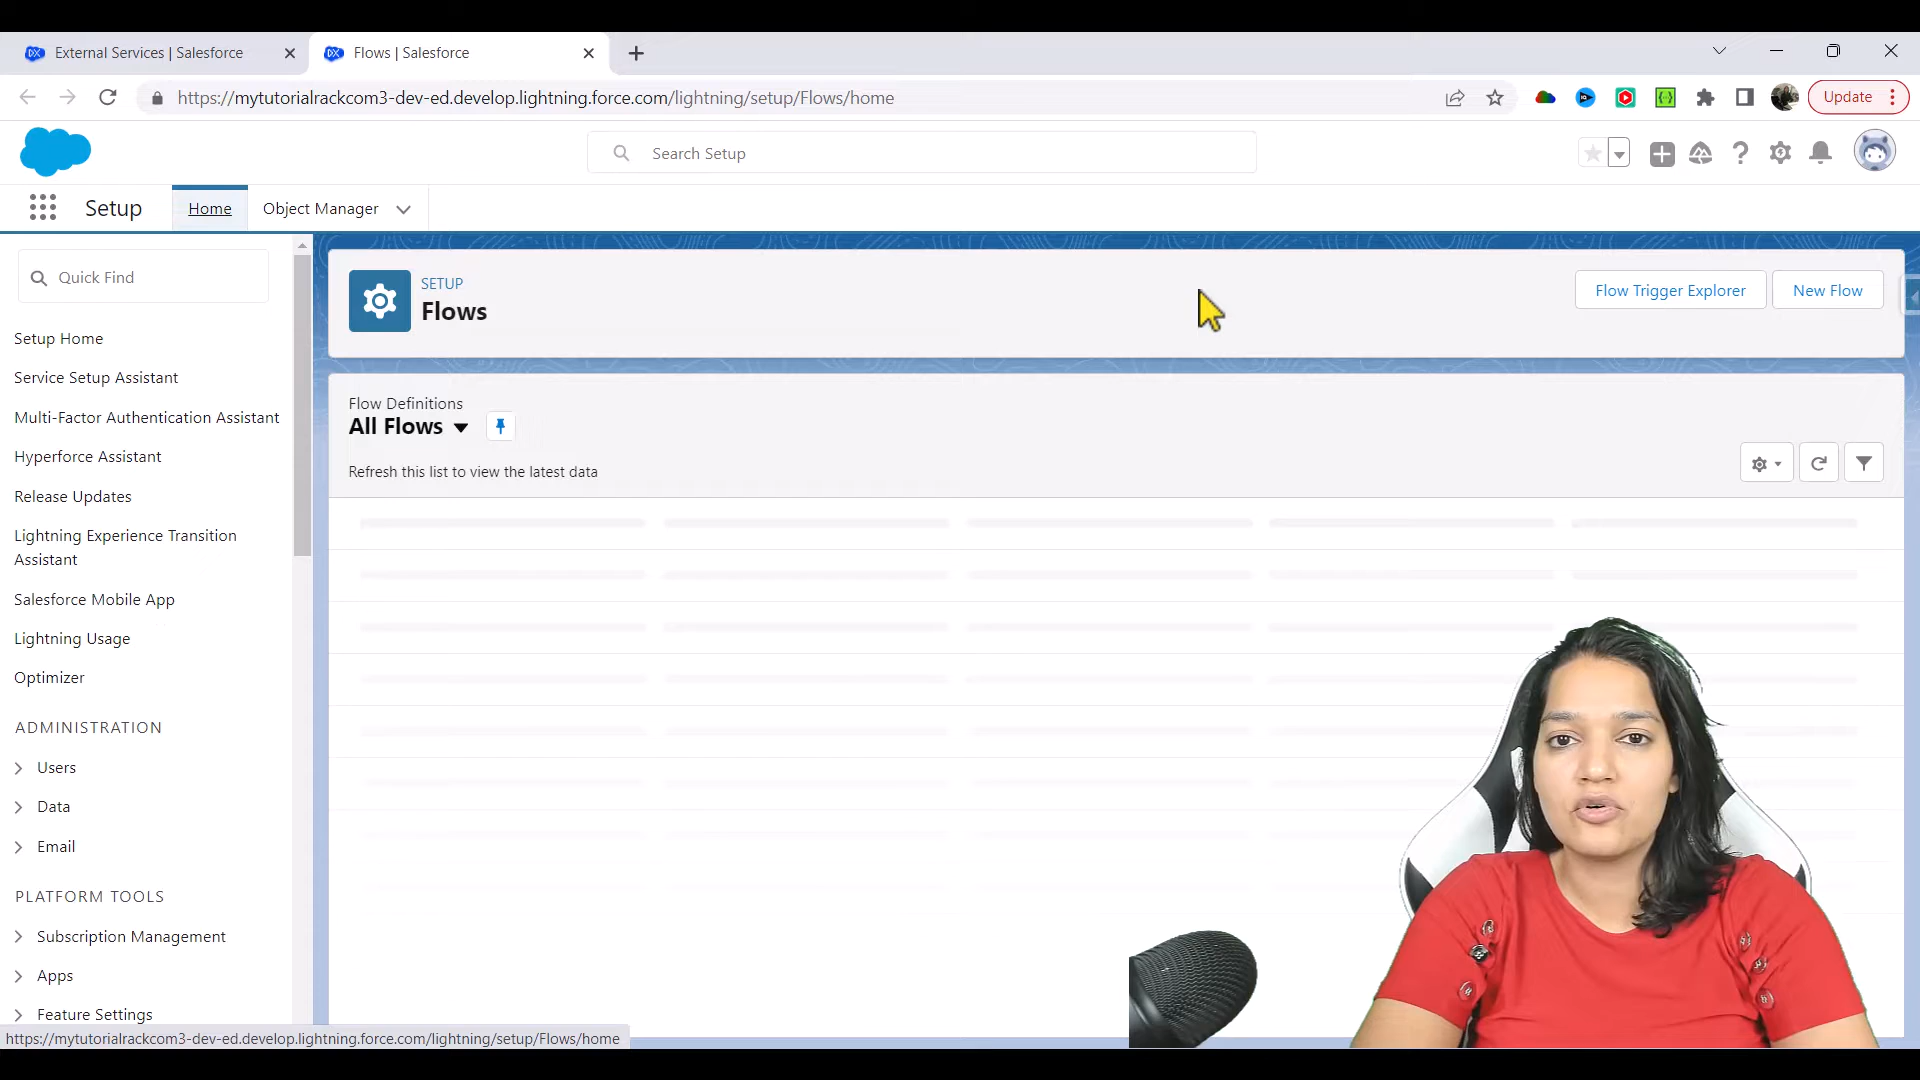 External Services | Salesforce
Flows | Salesforce
https://mytutorialrackcom3-dev-ed.develop.lightning.force.com/lightning/setup/Flows/home
Update
Search Setup
Setup
Home
Object Manager
Quick Find
Setup Home
Service Setup Assistant
Multi-Factor Authentication Assistant
Hyperforce Assistant
Release Updates
Lightning Experience Transition
Assistant
Salesforce Mobile App
Lightning Usage
Optimizer
ADMINISTRATION
Users
Data
Email
PLATFORM TOOLS
Subscription Management
Apps
Feature Settings
SETUP
Flows
Flow Trigger Explorer
New Flow
Flow Definitions
All Flows
Refresh this list to view the latest data
https://mytutorialrackcom3-dev-ed.develop.lightning.force.com/lightning/setup/Flows/home